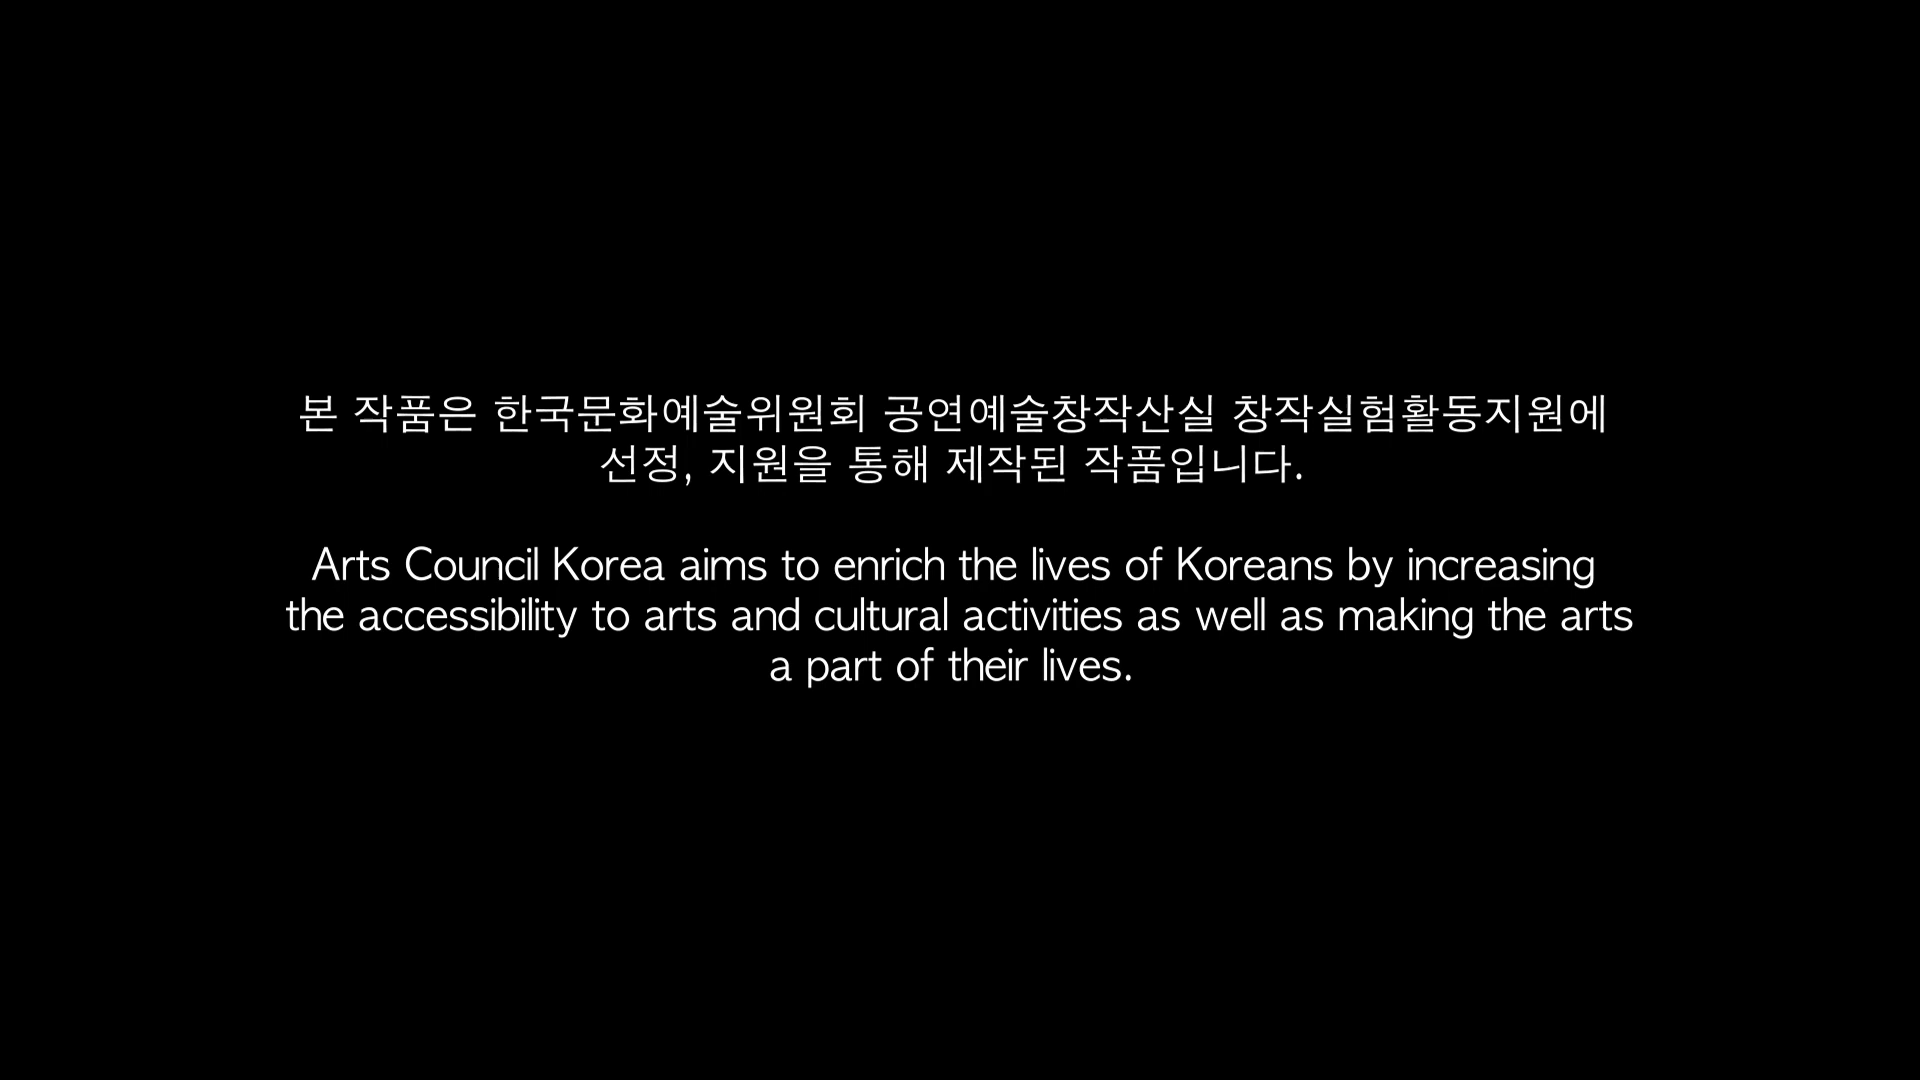 본 작품은 한국문화예술위원회 공연예술창작산실 창작실험활동지원에
선정, 지원을 통해 제작된 작품입니다.
Arts Council Korea aims to enrich the lives of Koreans by increasing
the accessibility to arts and cultural activities as well as making the arts
a part of their lives.